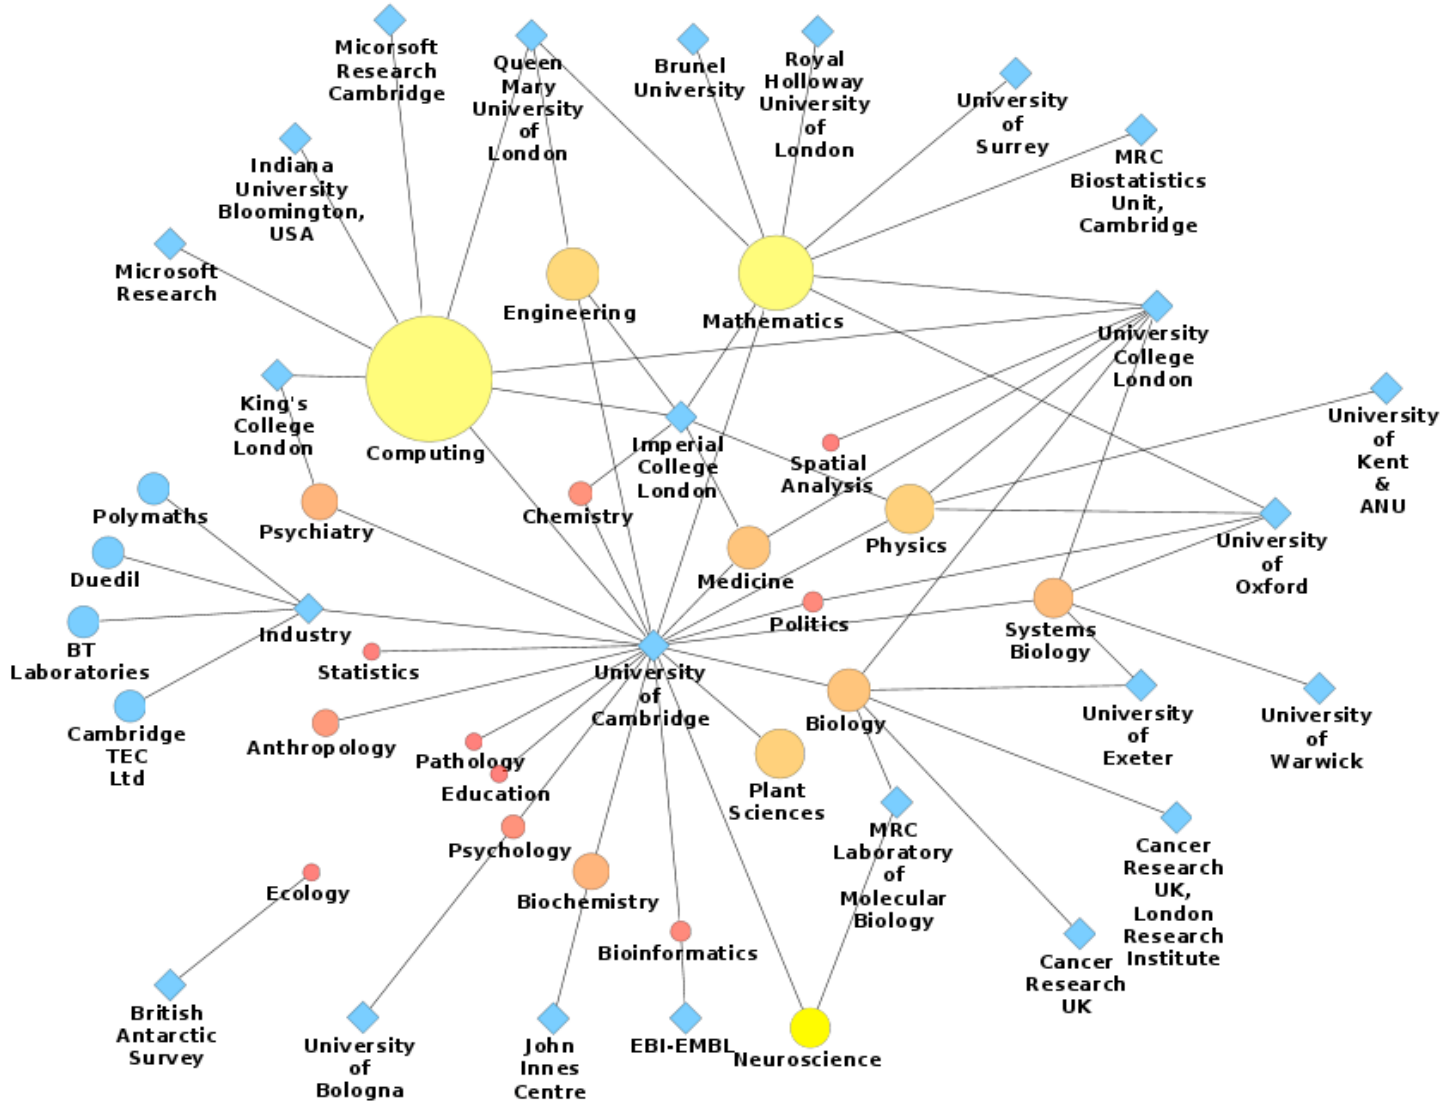 Micorsoft
Research
Cambridge
Queen
Mary
University
of
London
Brunel
University
Royal
Holloway
University
of
London
University
of
Surrey
MRC
Biostatistics
Unit,
Cambridge
Indiana
University
Bloomington,
USA
Microsoft
Research
Engineering
Mathematics
University
College
London
King's
College
London
Computing
Imperial
College
London
Spatial
Analysis
University
of
Kent
&
ANU
Polymaths
Psychiatry
Chemistry
Physics
Medicine
University
of
Oxford
Duedil
BT
Laboratories
Industry
Politics
Systems
Biology
Statistics
University
of
Cambridge
Cambridge
TEC
Ltd
Anthropology
Pathology
Education
Biology
University
of
Exeter
University
of
Warwick
Plant
Sciences
Psychology
MRC
Laboratory
of
Molecular
Biology
Cancer
Research
UK,
London
Research
Institute
Ecology
Biochemistry
Bioinformatics
Cancer
Research
UK
British
Antarctic
Survey
University
of
Bologna
John
Innes
Centre
EBI-EMBL
Neuroscience